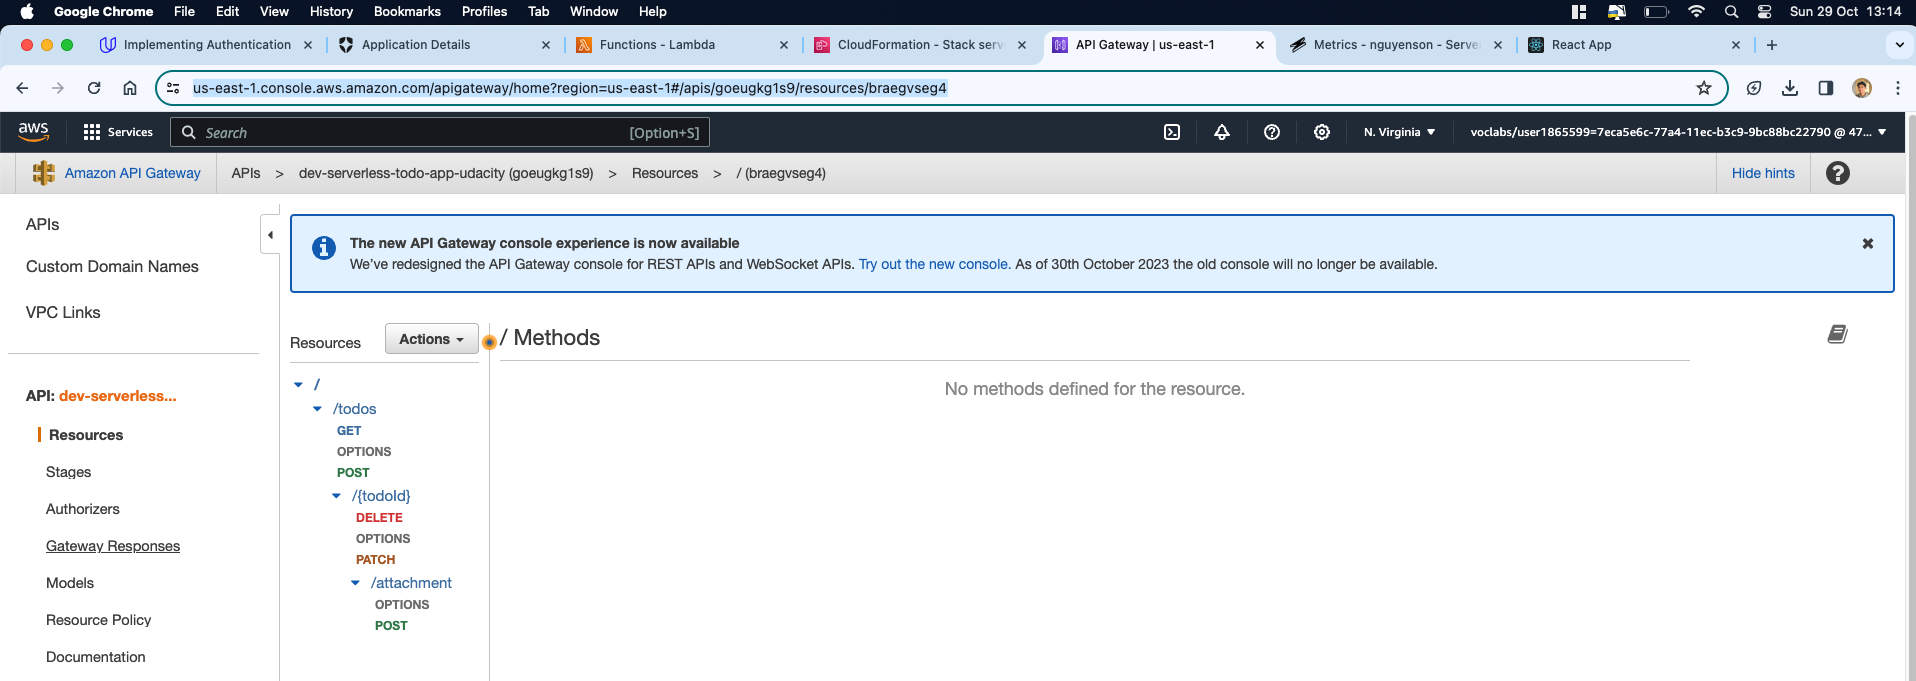 Google Chrome File Edit View History Bookmarks Profiles Tab Window Help Sun 29 Oct 13:14
Implementing Authentication Application Details Functions - Lambda CloudFormation - Stack serv API Gateway | us-east-1 Metrics - nguyenson - Serve React App
us-east-1.console.aws.amazon.com/apigateway/home?region=us-east-1#/apis/goeugkg1s9/resources/braegvseg4
aws Services Search [Option+S] N. Virginia voclabs/user1865599=7eca5e6c-77a4-11ec-b3c9-9bc88bc22790 @ 47...
Amazon API Gateway APIs > dev-serverless-todo-app-udacity (goeugkg1s9) > Resources > / (braegvseg4) Hide hints ?
APIs
Custom Domain Names
VPC Links
API: dev-serverless...
Resources
Stages
Authorizers
Gateway Responses
Models
Resource Policy
Documentation
The new API Gateway console experience is now available
We've redesigned the API Gateway console for REST APIs and WebSocket APIs. Try out the new console. As of 30th October 2023 the old console will no longer be available.
Resources Actions
/
/todos
GET
OPTIONS
POST
/{todoId}
DELETE
OPTIONS
PATCH
/attachment
OPTIONS
POST
/ Methods
No methods defined for the resource.